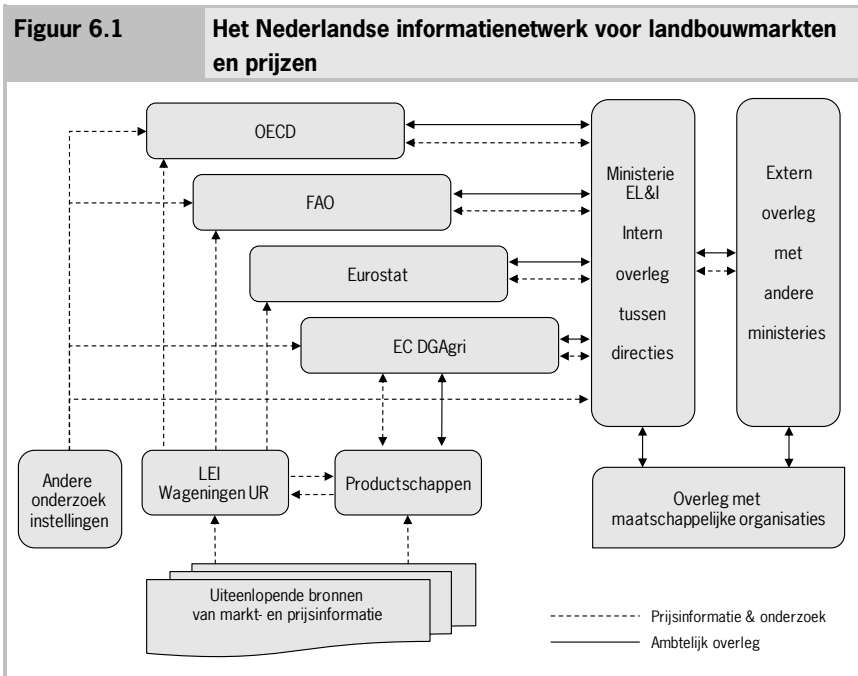 Figuur 6.1
Het Nederlandse informatienetwerk voor landbouwmarkten
en prijzen
OECD
FAO
Eurostat
EC DGAgri
Ministerie
EL&I
Intern
overleg
tussen
directies
Extern
overleg
met
andere
ministeries
Andere
onderzoek
instellingen
LEI
Wageningen UR
Productschappen
Overleg met
maatschappelijke organisaties
Uiteenlopende bronnen
van markt- en prijsinformatie
Prijsinformatie & onderzoek
Ambtelijk overleg